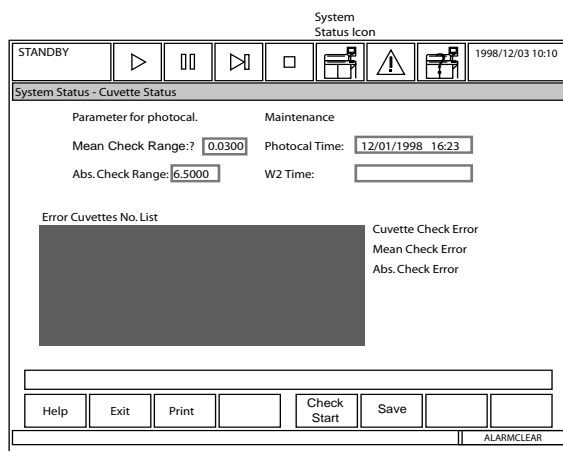 System
Status Icon
STANDBY
1998/12/03 10:10
System Status - Cuvette Status
Parameter for photocal.
Maintenance
Mean Check Range:? 0.0300
Photocal Time: 12/01/1998 16:23
Abs. Check Range: 6.5000
W2 Time:
Error Cuvettes No. List
Cuvette Check Error
Mean Check Error
Abs. Check Error
Help
Exit
Print
Check
Start
Save
ALARMCLEAR